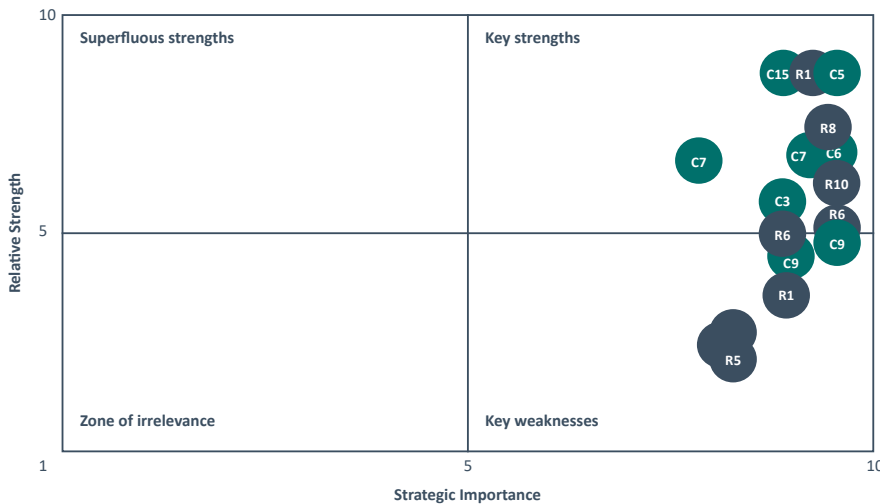 10
Superfluous strengths
Key strengths
C15
R1
C5
R8
C7
C7
C6
R10
C3
R6
5
R6
C9
C9
R1
R5
Relative Strength
Zone of irrelevance
Key weaknesses
1
5
10
Strategic Importance